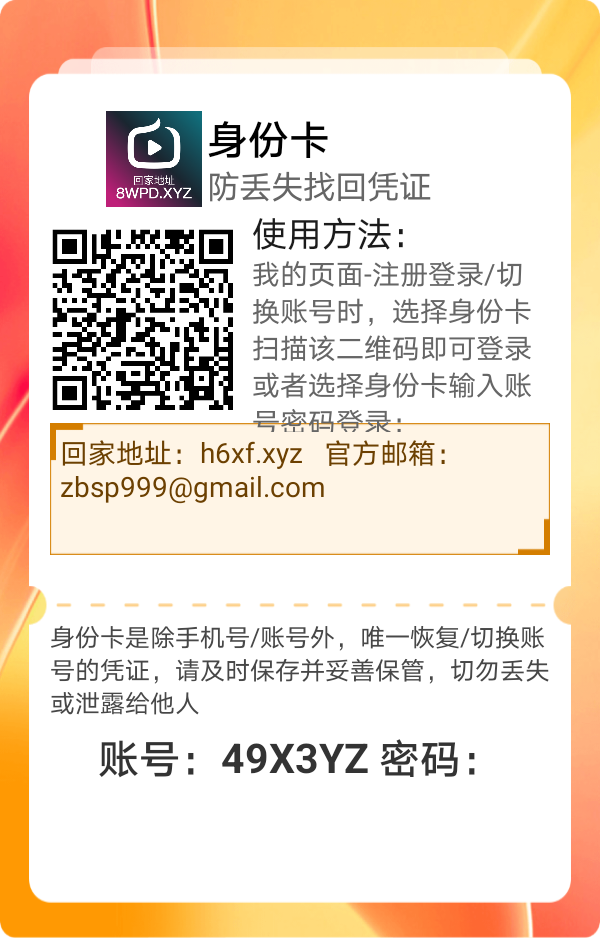 回家地址
8WPD.XYZ
身份卡
防丢失找回凭证
使用方法：
我的页面-注册登录/切
换账号时，选择身份卡
扫描该二维码即可登录
或者选择身份卡输入账
号密码登录；
回家地址：h6xf.xyz   官方邮箱：
zbsp999@gmail.com
身份卡是除手机号/账号外，唯一恢复/切换账
号的凭证，请及时保存并妥善保管，切勿丢失
或泄露给他人
账号：49X3YZ 密码：